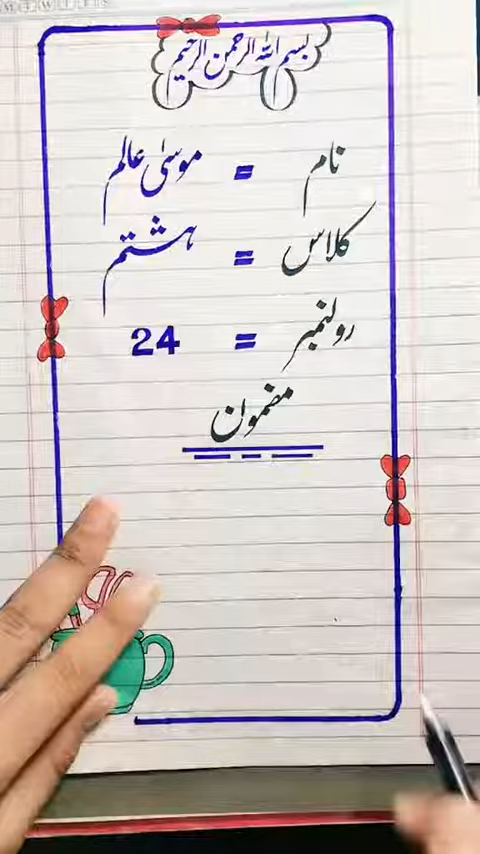 بسم اللہ الرحمن الرحیم
نام = موسیٰ عالم
کلاس = ہشتم
رولنمبر = 24
مضمون